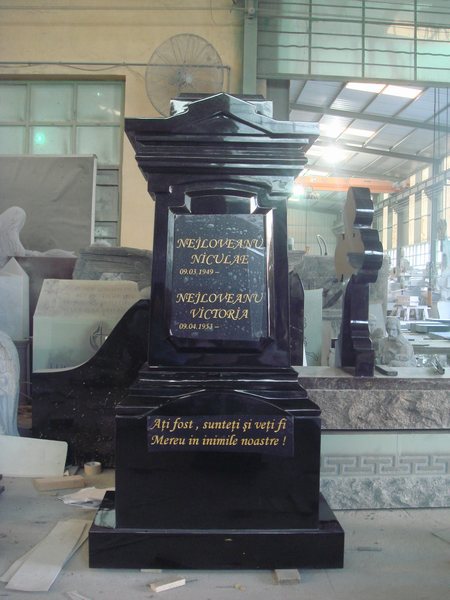 NEJLOVEANU
NICULAE
09.03.1949 –
NEJLOVEANU
VICTORIA
09.04.1953 –
Ați fost , sunteți și veți fi
Mereu in inimile noastre !